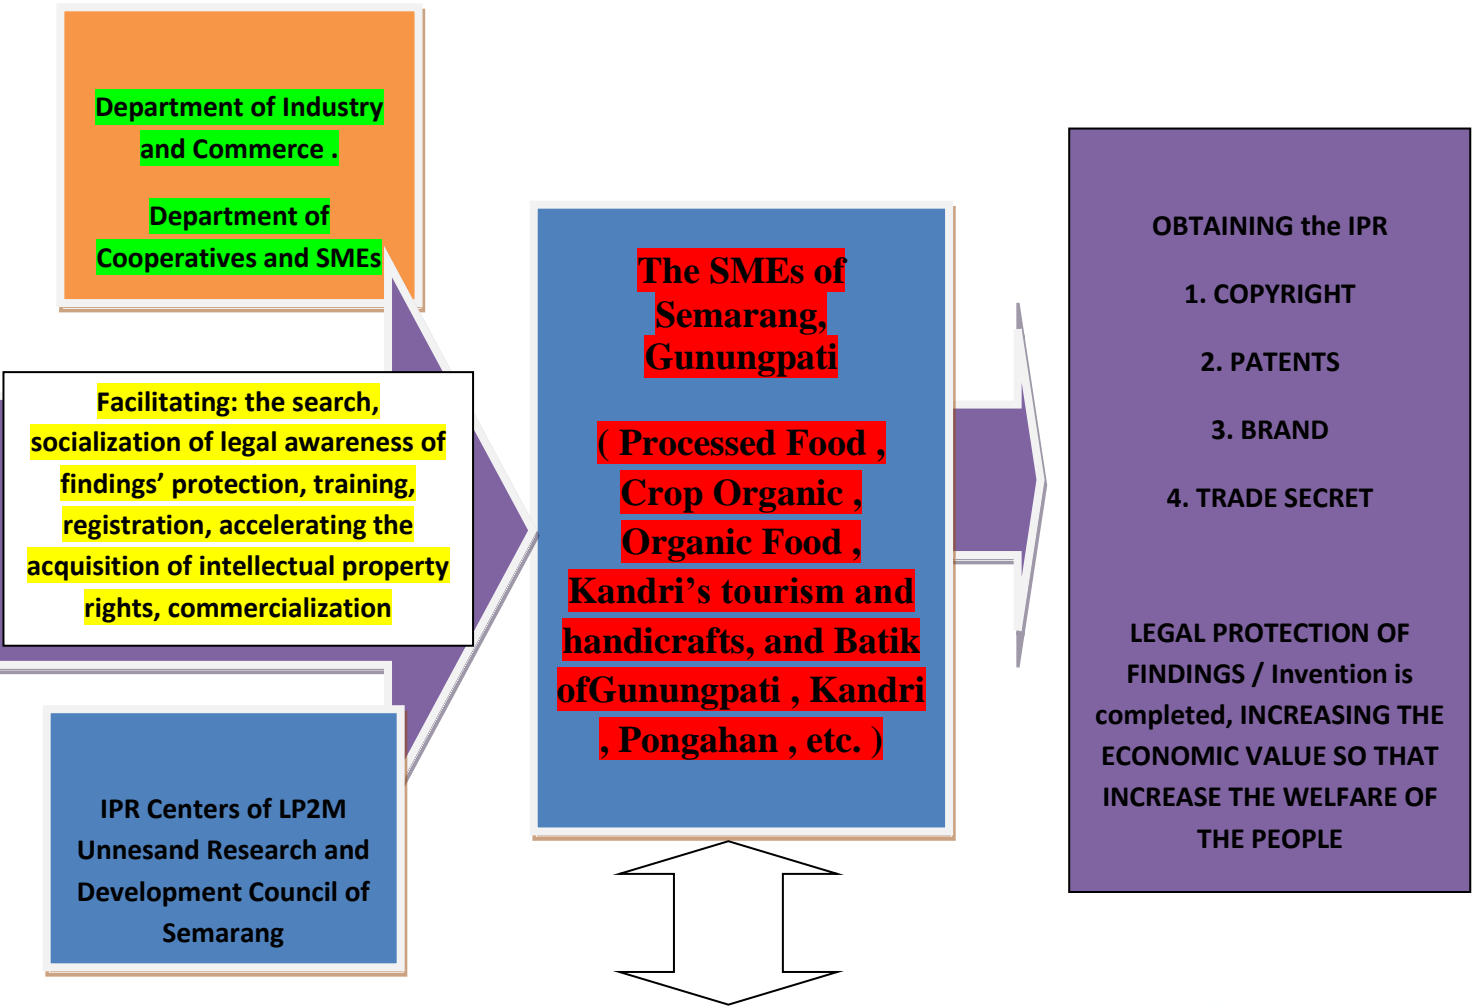 Department of Industry
and Commerce .
Department of
Cooperatives and SMEs
Facilitating: the search,
socialization of legal awareness of
findings’ protection, training,
registration, accelerating the
acquisition of intellectual property
rights, commercialization
IPR Centers of LP2M
Unnesand Research and
Development Council of
Semarang
The SMEs of
Semarang,
Gunungpati
( Processed Food ,
Crop Organic ,
Organic Food ,
Kandri’s tourism and
handicrafts, and Batik
ofGunungpati , Kandri
, Pongahan , etc. )
OBTAINING the IPR
1. COPYRIGHT
2. PATENTS
3. BRAND
4. TRADE SECRET
LEGAL PROTECTION OF
FINDINGS / Invention is
completed, INCREASING THE
ECONOMIC VALUE SO THAT
INCREASE THE WELFARE OF
THE PEOPLE